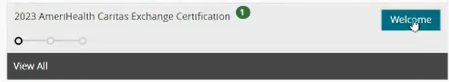 2023 AmeriHealth Caritas Exchange Certification 1
Welcome
View All